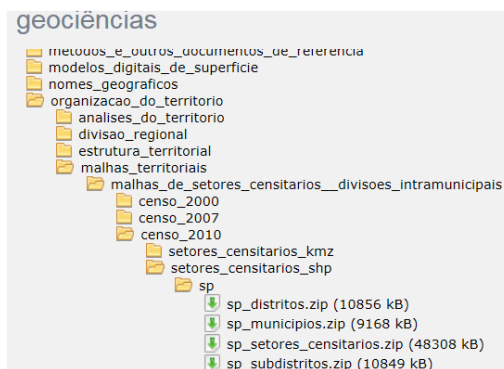 geociências
metodos_e_outros_documentos_de_referencia
modelos_digitais_de_superficie
nomes_geograficos
organizacao_do_territorio
analises_do_territorio
divisao_regional
estrutura_territorial
malhas_territoriais
malhas_de_setores_censitarios__divisoes_intramunicipais
censo_2000
censo_2007
censo_2010
setores_censitarios_kmz
setores_censitarios_shp
sp
sp_distritos.zip (10856 kB)
sp_municipios.zip (9168 kB)
sp_setores_censitarios.zip (48308 kB)
sp_subdistritos.zip (10849 kB)